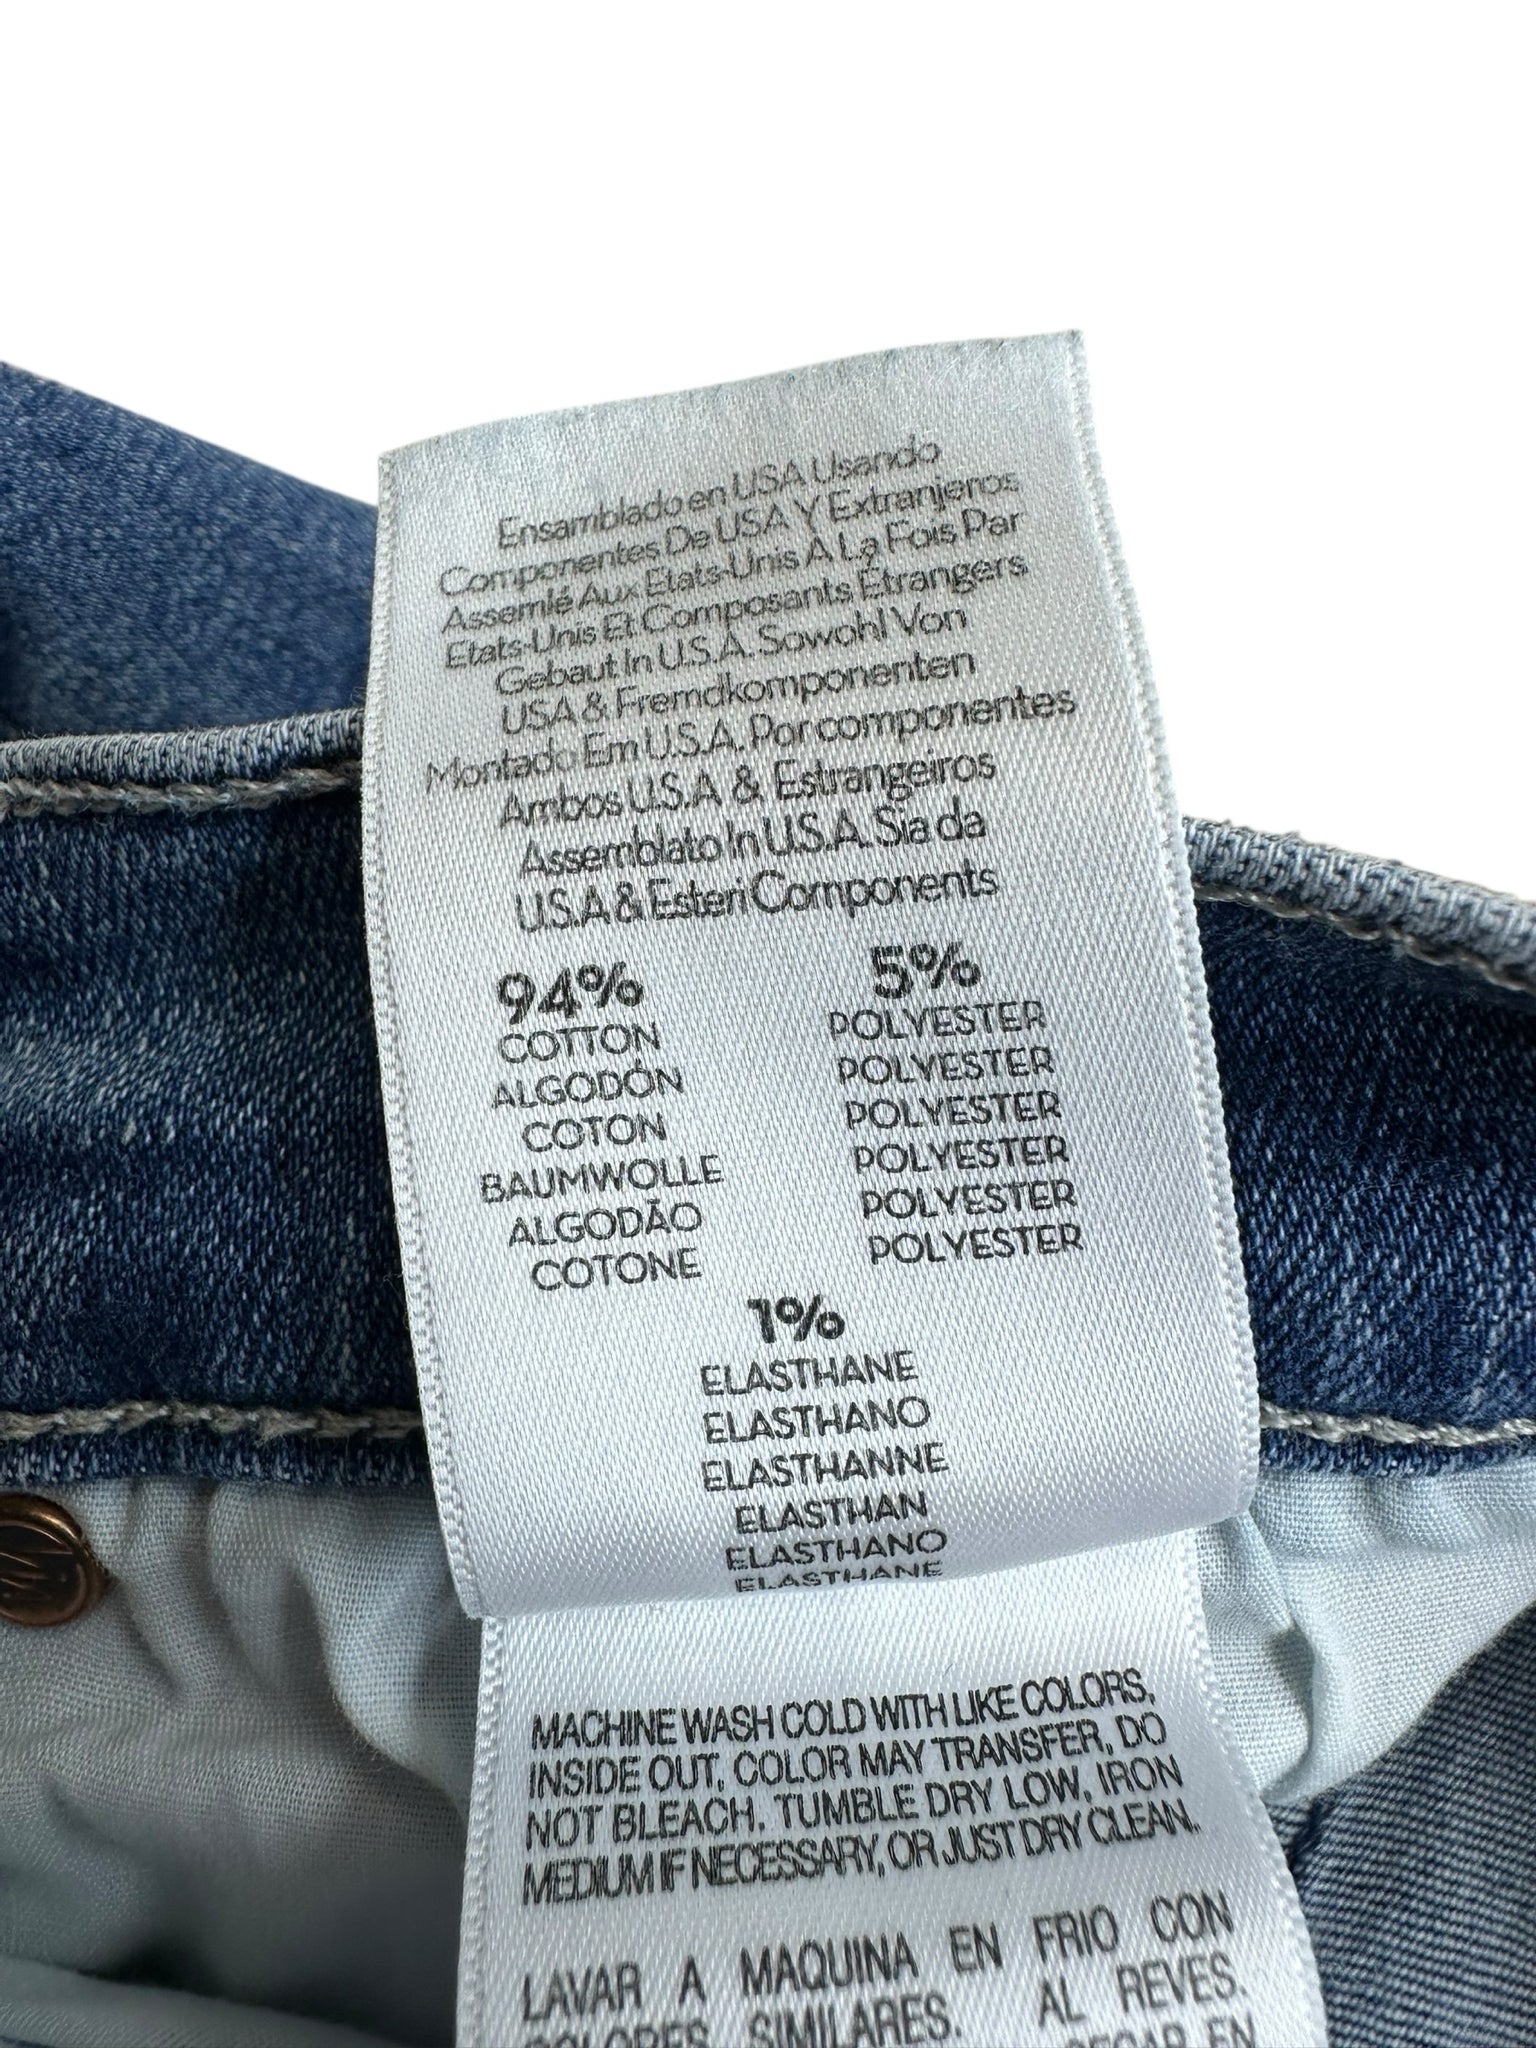 Ensamblado en USA Usando
Componentes De USA Y Extranjeros
Assemlé Aux Etats-Unis À La Fois Par
Etats-Unis Et Composants Étrangers
Gebaut In U.S.A. Sowohl Von
USA & Fremdkomponenten
Montado Em U.S.A. Por componentes
Ambos U.S.A & Estrangeiros
Assemblato In U.S.A. Sia da
U.S.A & Esteri Components
94%
COTTON
ALGODÓN
COTON
BAUMWOLLE
ALGODÃO
COTONE
5%
POLYESTER
POLYESTER
POLYESTER
POLYESTER
POLYESTER
POLYESTER
1%
ELASTHANE
ELASTHANO
ELASTHANNE
ELASTHAN
ELASTHANO
ELASTHANE
MACHINE WASH COLD WITH LIKE COLORS,
INSIDE OUT, COLOR MAY TRANSFER, DO
NOT BLEACH. TUMBLE DRY LOW, IRON
MEDIUM IF NECESSARY, OR JUST DRY CLEAN.
LAVAR A MAQUINA EN FRIO CON
COLORES SIMILARES. AL REVES.